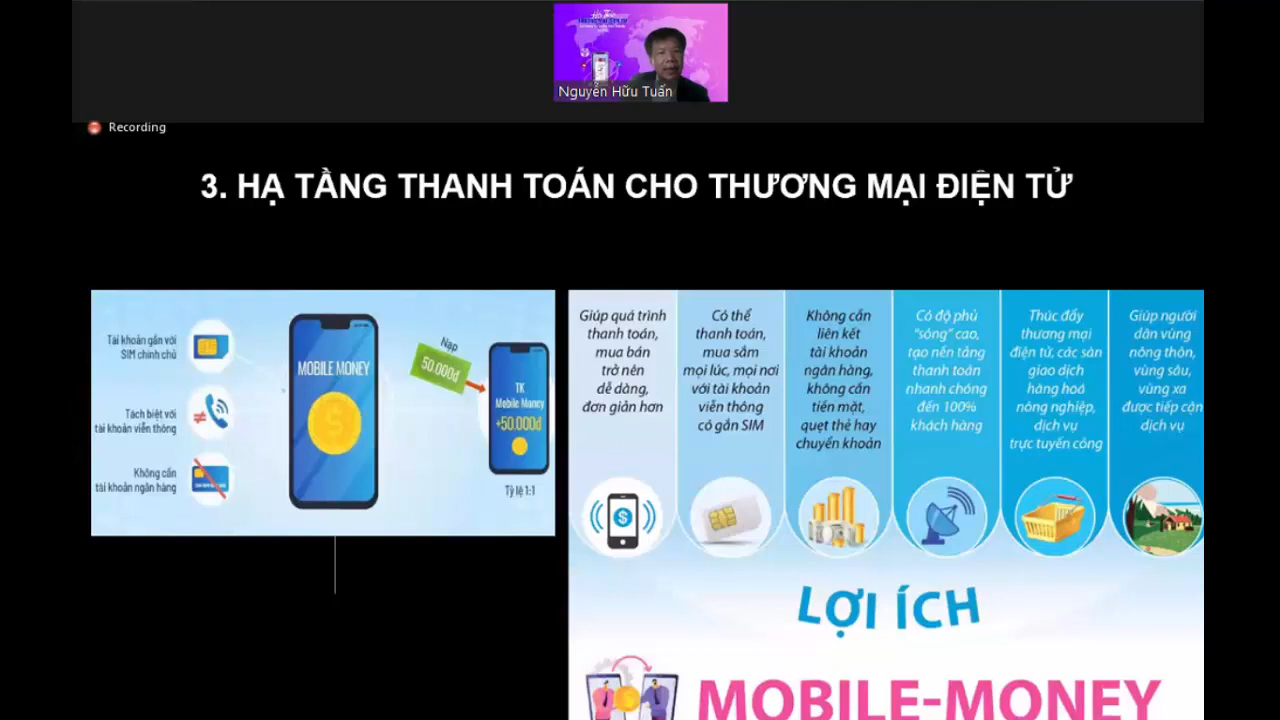 Nguyễn Hữu Tuấn
Recording
3. HẠ TẦNG THANH TOÁN CHO THƯƠNG MẠI ĐIỆN TỬ
Tài khoản gắn với
SIM chính chủ
Tách biệt với
tài khoản viễn thông
Không cần
tài khoản ngân hàng
MOBILE MONEY
Nạp
50.000đ
TK
Mobile Money
+50.000đ
Tỷ lệ 1:1
Giúp quá trình
thanh toán,
mua bán
trở nên
dễ dàng,
đơn giản hơn
Có thể
thanh toán,
mua sắm
mọi lúc, mọi nơi
với tài khoản
viễn thông
có gắn SIM
Không cần
liên kết
tài khoản
ngân hàng,
không cần
tiền mặt,
quẹt thẻ hay
chuyển khoản
Có độ phủ
“sóng” cao,
tạo nền tảng
thanh toán
nhanh chóng
đến 100%
khách hàng
Thúc đẩy
thương mại
điện tử, các sàn
giao dịch
hàng hoá
nông nghiệp,
dịch vụ
trực tuyến công
Giúp người
dân vùng
nông thôn,
vùng sâu,
vùng xa
được tiếp cận
dịch vụ
LỢI ÍCH
MOBILE-MONEY